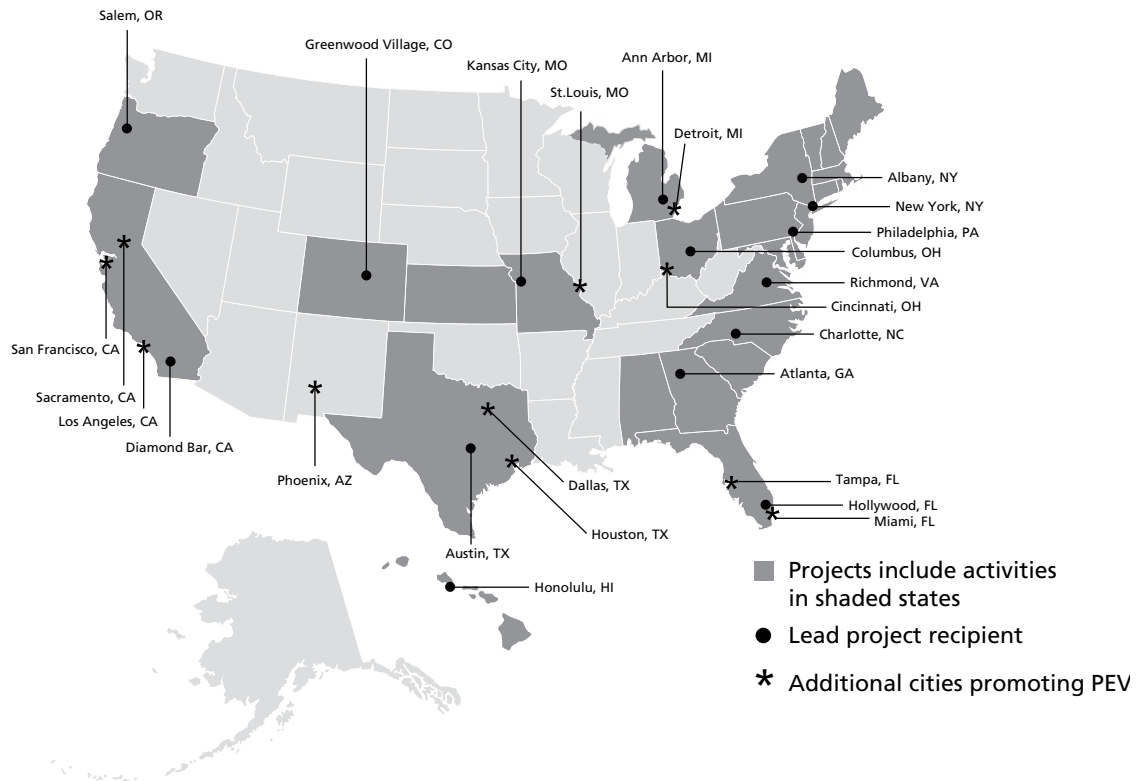 Salem, OR
Greenwood Village, CO
Kansas City, MO
Ann Arbor, MI
St.Louis, MO
Detroit, MI
Albany, NY
New York, NY
Philadelphia, PA
Columbus, OH
Richmond, VA
Cincinnati, OH
Charlotte, NC
San Francisco, CA
Atlanta, GA
Sacramento, CA
Los Angeles, CA
Diamond Bar, CA
Phoenix, AZ
Dallas, TX
Tampa, FL
Hollywood, FL
Miami, FL
Houston, TX
Austin, TX
Honolulu, HI
Projects include activities
in shaded states
Lead project recipient
* Additional cities promoting PEV